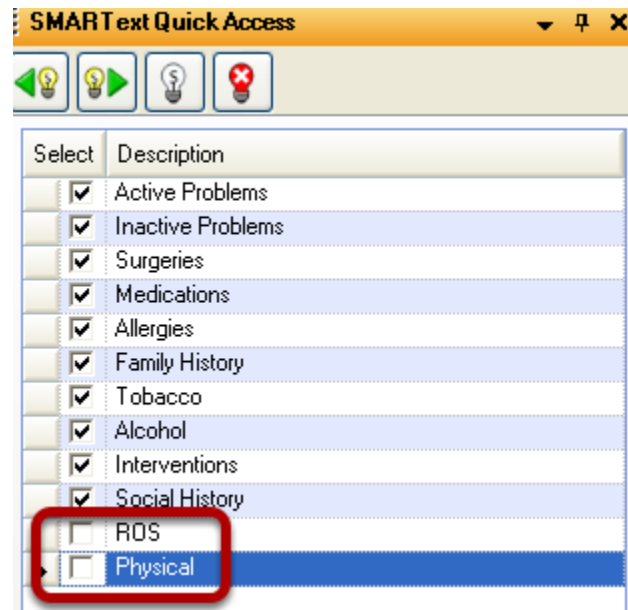 SMARText Quick Access
Select Description
Active Problems
Inactive Problems
Surgeries
Medications
Allergies
Family History
Tobacco
Alcohol
Interventions
Social History
ROS
Physical